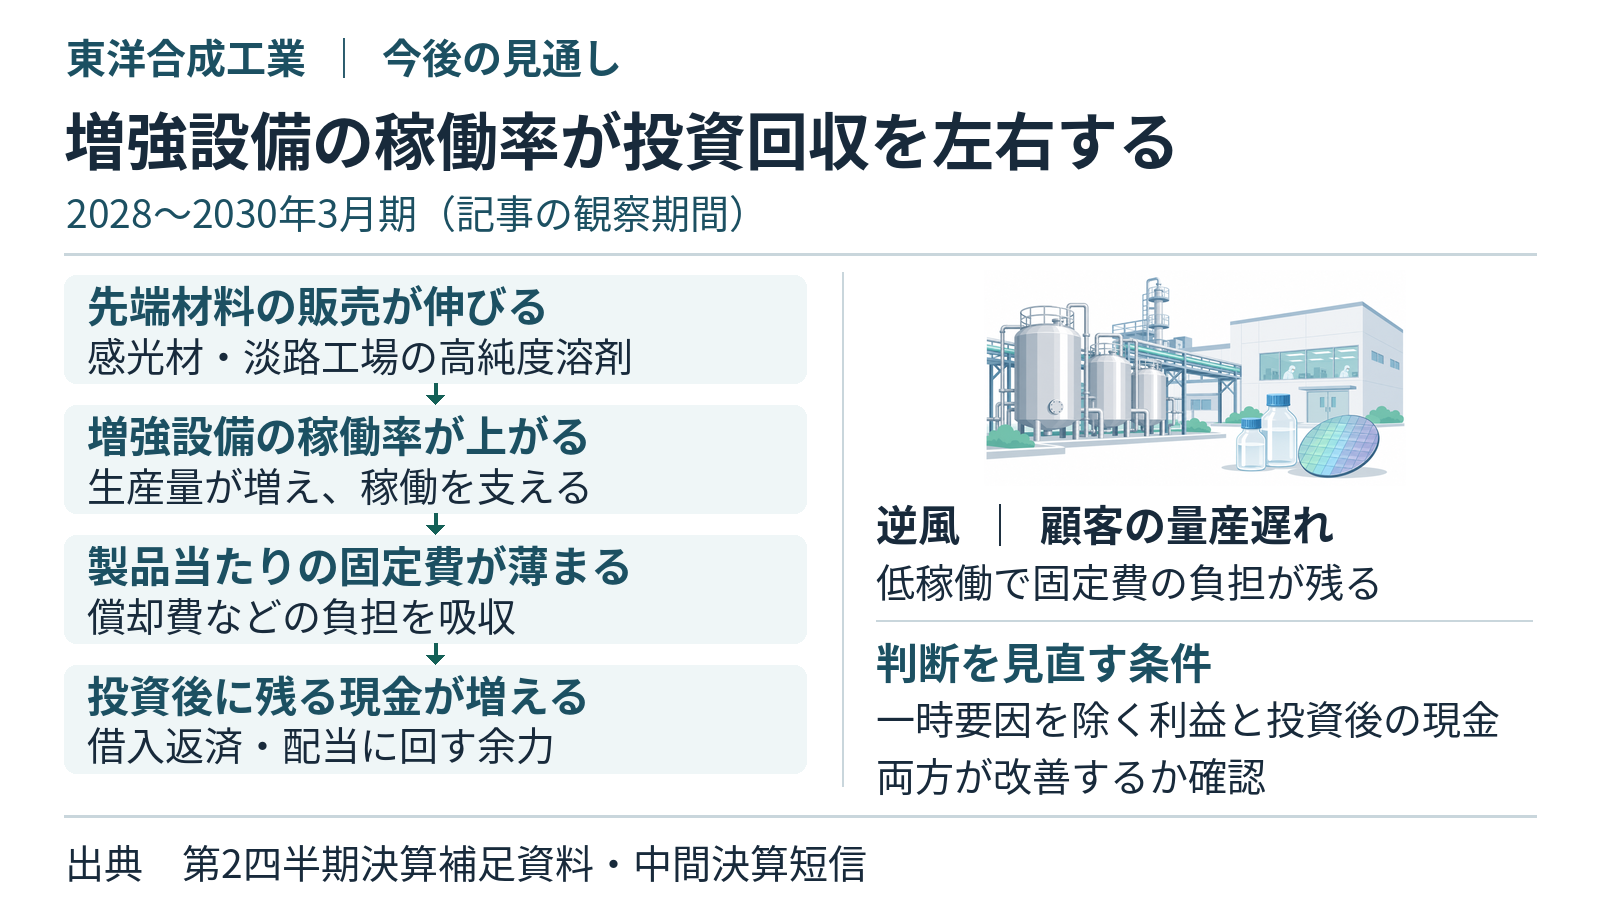 東洋合成工業 ｜ 今後の見通し
増強設備の稼働率が投資回収を左右する
2028～2030年3月期（記事の観察期間）
先端材料の販売が伸びる
感光材・淡路工場の高純度溶剤
増強設備の稼働率が上がる
生産量が増え、稼働を支える
製品当たりの固定費が薄まる
償却費などの負担を吸収
投資後に残る現金が増える
借入返済・配当に回す余力
逆風 ｜ 顧客の量産遅れ
低稼働で固定費の負担が残る
判断を見直す条件
一時要因を除く利益と投資後の現金
両方が改善するか確認
出典　第2四半期決算補足資料・中間決算短信